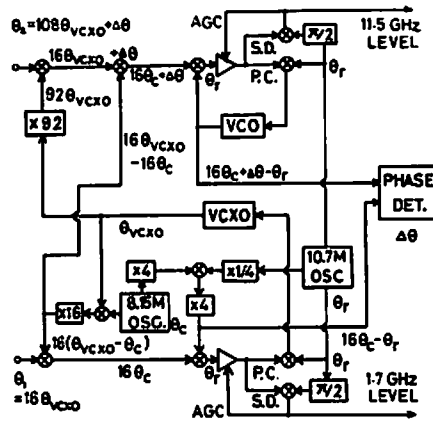 AGC
11.5 GHz
LEVEL
θ₂=108θVCXO+Δθ
16θVCXO+Δθ
16θC+Δθ
θr
S.D.
P.C.
π/2
θr
92θVCXO
×92
VCO
16θVCXO
-16θC
16θC+Δθ-θr
PHASE
DET.
Δθ
θVCXO
VCXO
×4
×1/4
10.7M
OSC
×16
8.15M
OSC.
θC
×4
θr
16(θVCXO-θC)
16θC-θr
16θC
θr
P.C.
θr
θ₁
=16θVCXO
S.D.
π/2
AGC
1.7 GHz
LEVEL